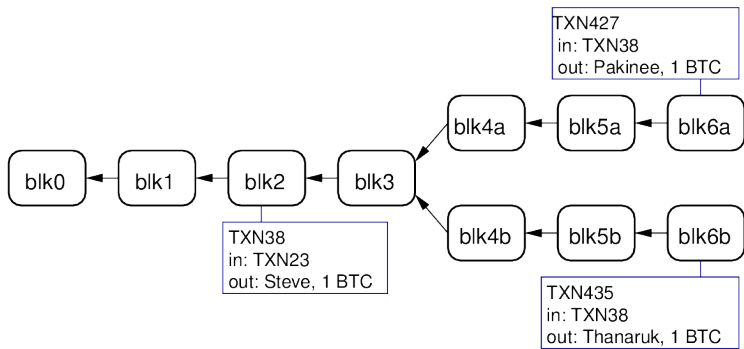 TXN427
in: TXN38
out: Pakinee, 1 BTC
blk4a
blk5a
blk6a
blk0
blk1
blk2
blk3
TXN38
in: TXN23
out: Steve, 1 BTC
blk4b
blk5b
blk6b
TXN435
in: TXN38
out: Thanaruk, 1 BTC